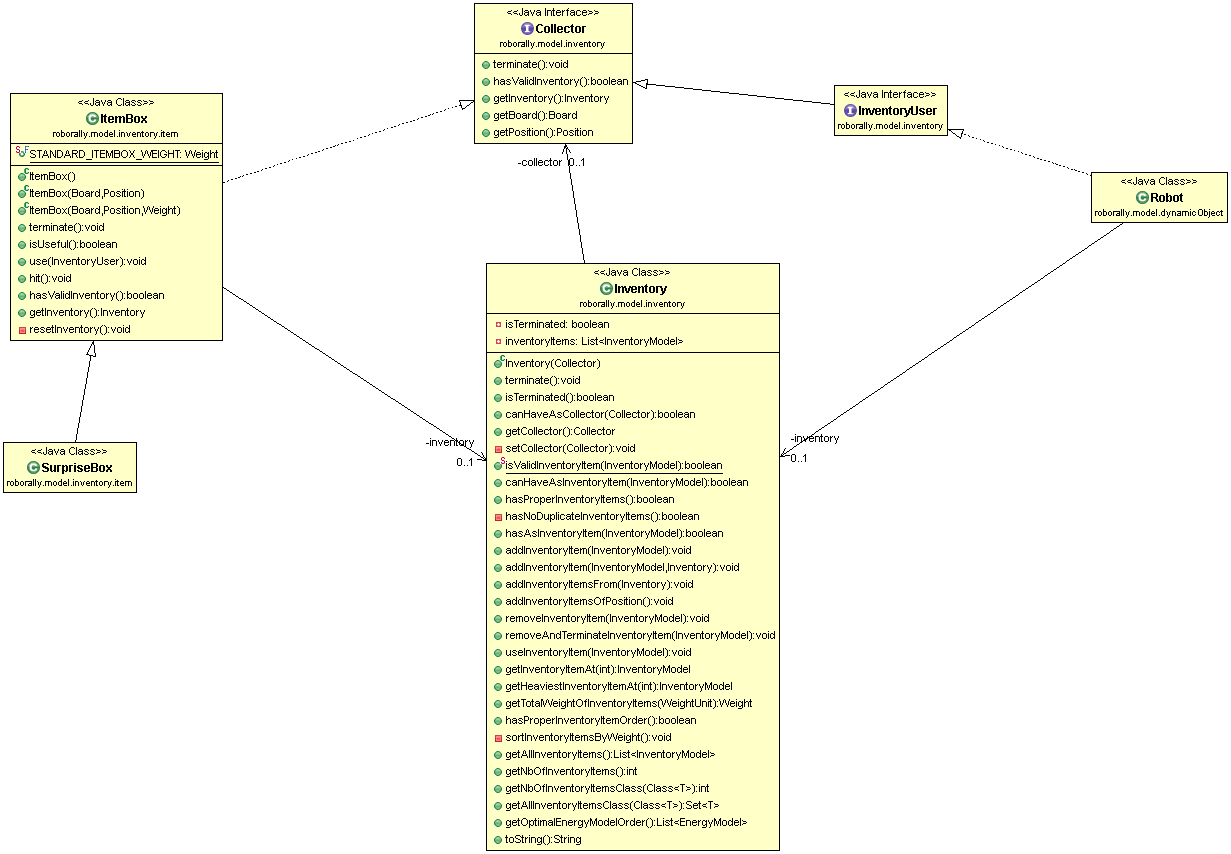 <<Java Interface>>
Collector
roborally.model.inventory
terminate():void
hasValidInventory():boolean
getInventory():Inventory
getBoard():Board
getPosition():Position
<<Java Interface>>
InventoryUser
roborally.model.inventory
<<Java Class>>
ItemBox
roborally.model.inventory.item
STANDARD_ITEMBOX_WEIGHT: Weight
ItemBox()
ItemBox(Board,Position)
ItemBox(Board,Position,Weight)
terminate():void
isUseful():boolean
use(InventoryUser):void
hit():void
hasValidInventory():boolean
getInventory():Inventory
resetInventory():void
-collector 0..1
<<Java Class>>
Robot
roborally.model.dynamicObject
<<Java Class>>
Inventory
roborally.model.inventory
isTerminated: boolean
inventoryItems: List<InventoryModel>
Inventory(Collector)
terminate():void
isTerminated():boolean
canHaveAsCollector(Collector):boolean
getCollector():Collector
setCollector(Collector):void
isValidInventoryItem(InventoryModel):boolean
canHaveAsInventoryItem(InventoryModel):boolean
hasProperInventoryItems():boolean
hasNoDuplicateInventoryItems():boolean
hasAsInventoryItem(InventoryModel):boolean
addInventoryItem(InventoryModel):void
addInventoryItem(InventoryModel,Inventory):void
addInventoryItemsFrom(Inventory):void
addInventoryItemsOfPosition():void
removeInventoryItem(InventoryModel):void
removeAndTerminateInventoryItem(InventoryModel):void
useInventoryItem(InventoryModel):void
getInventoryItemAt(int):InventoryModel
getHeaviestInventoryItemAt(int):InventoryModel
getTotalWeightOfInventoryItems(WeightUnit):Weight
hasProperInventoryItemOrder():boolean
sortInventoryItemsByWeight():void
getAllInventoryItems():List<InventoryModel>
getNbOfInventoryItems():int
getNbOfInventoryItemsClass(Class<T>):int
getAllInventoryItemsClass(Class<T>):Set<T>
getOptimalEnergyModelOrder():List<EnergyModel>
toString():String
-inventory
0..1
-inventory
0..1
<<Java Class>>
SurpriseBox
roborally.model.inventory.item